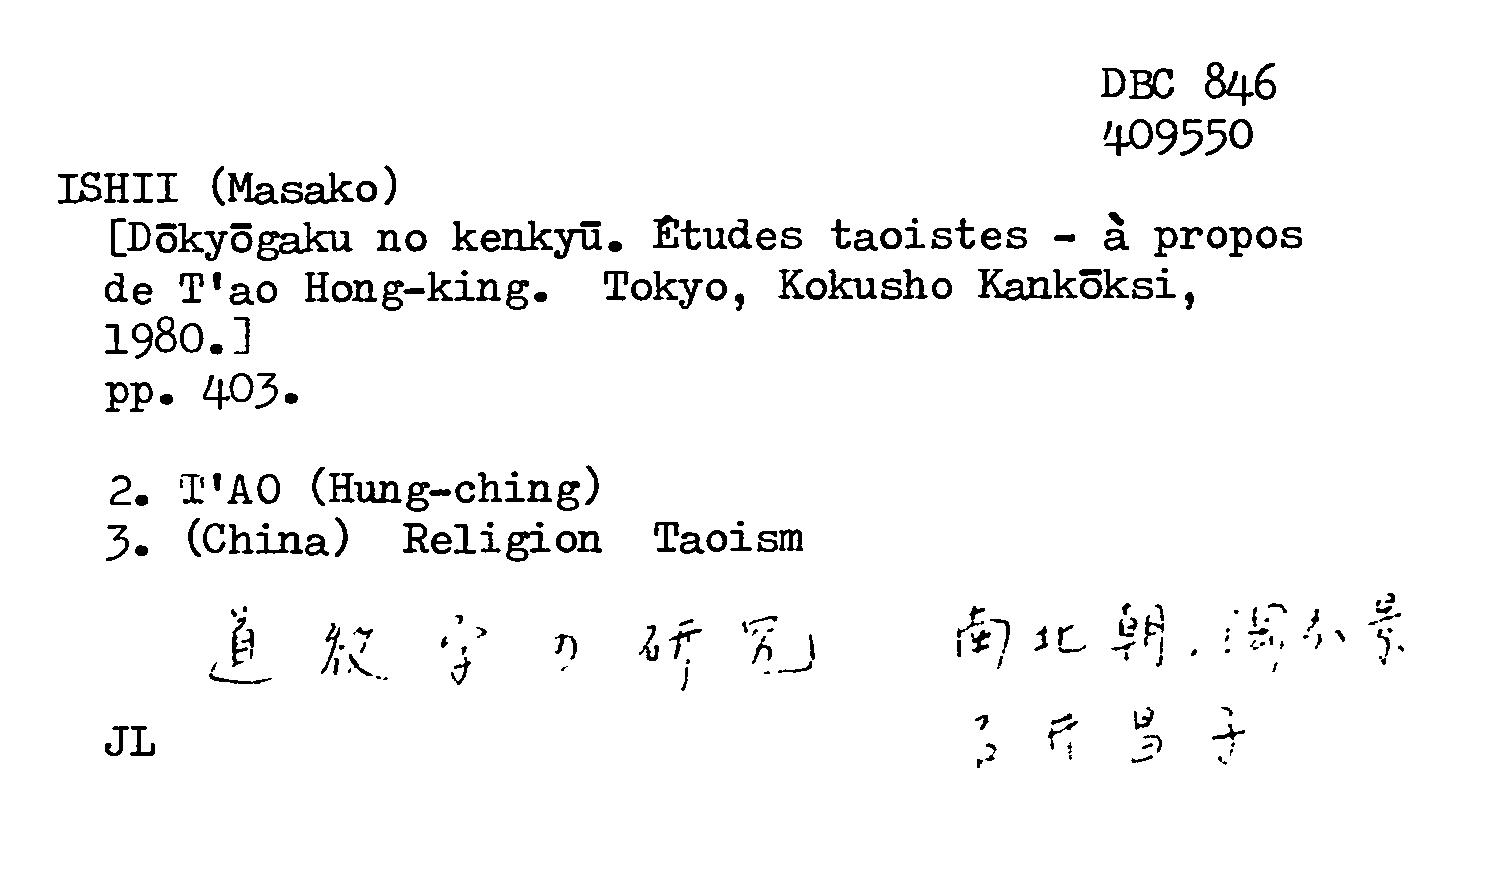 DBC 846
409550
ISHII (Masako)
[Dōkyōgaku no kenkyū. Êtudes taoistes - à propos
de T'ao Hong-king. Tokyo, Kokusho Kankōksi,
1980.]
pp. 403.
2. T'AO (Hung-ching)
3. (China) Religion Taoism
道教字の研究 南北朝.陶弘景
JL 石井昌子